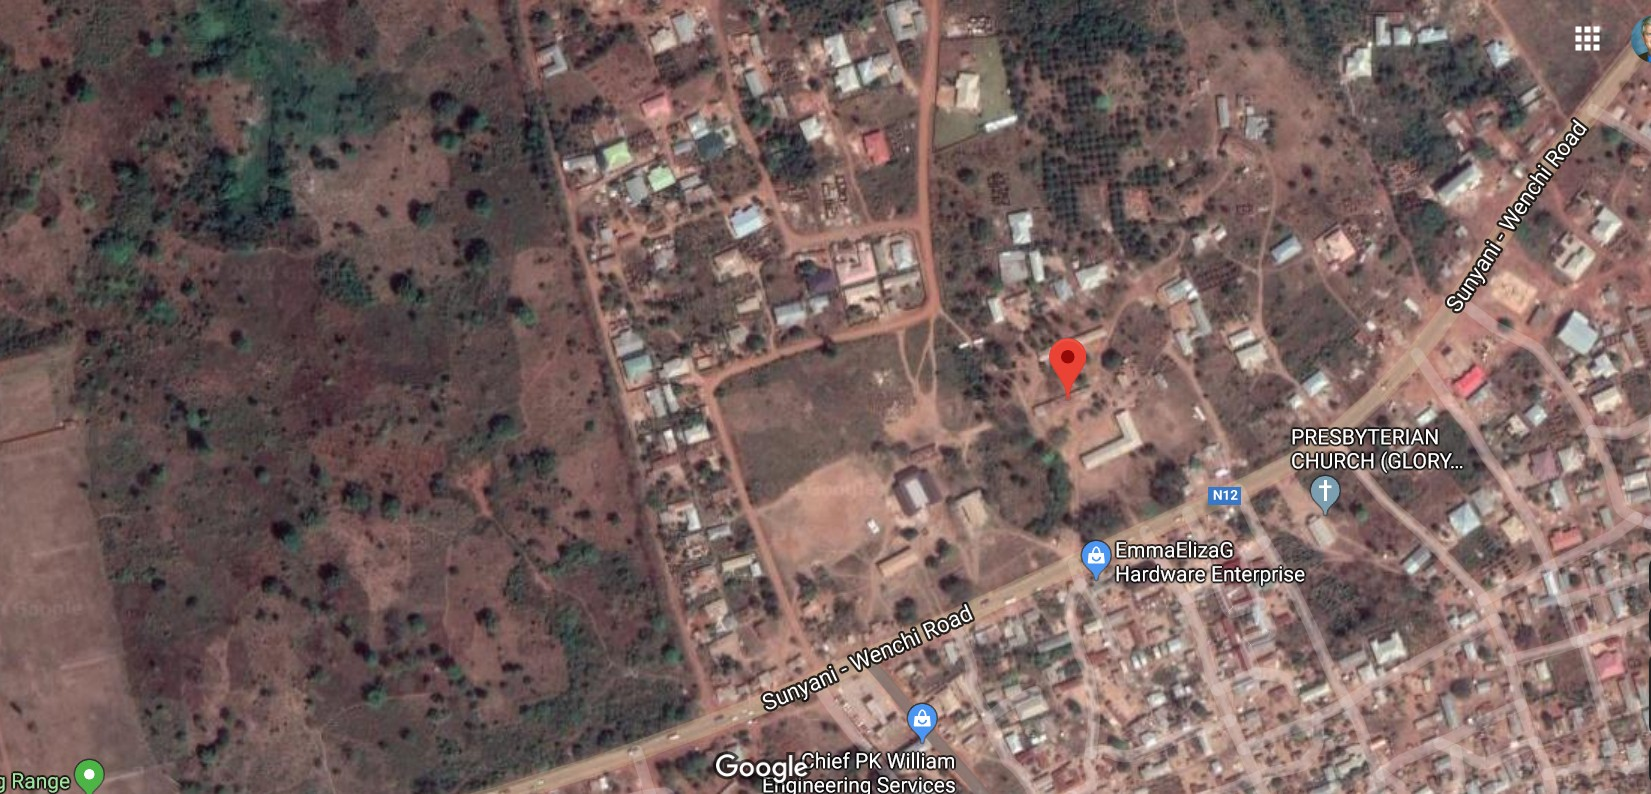 Sunyani - Wenchi Road
PRESBYTERIAN
CHURCH (GLORY...
N12
EmmaElizaG
Hardware Enterprise
Google
Sunyani - Wenchi Road
Google
Chief PK William
Engineering Services
g Range